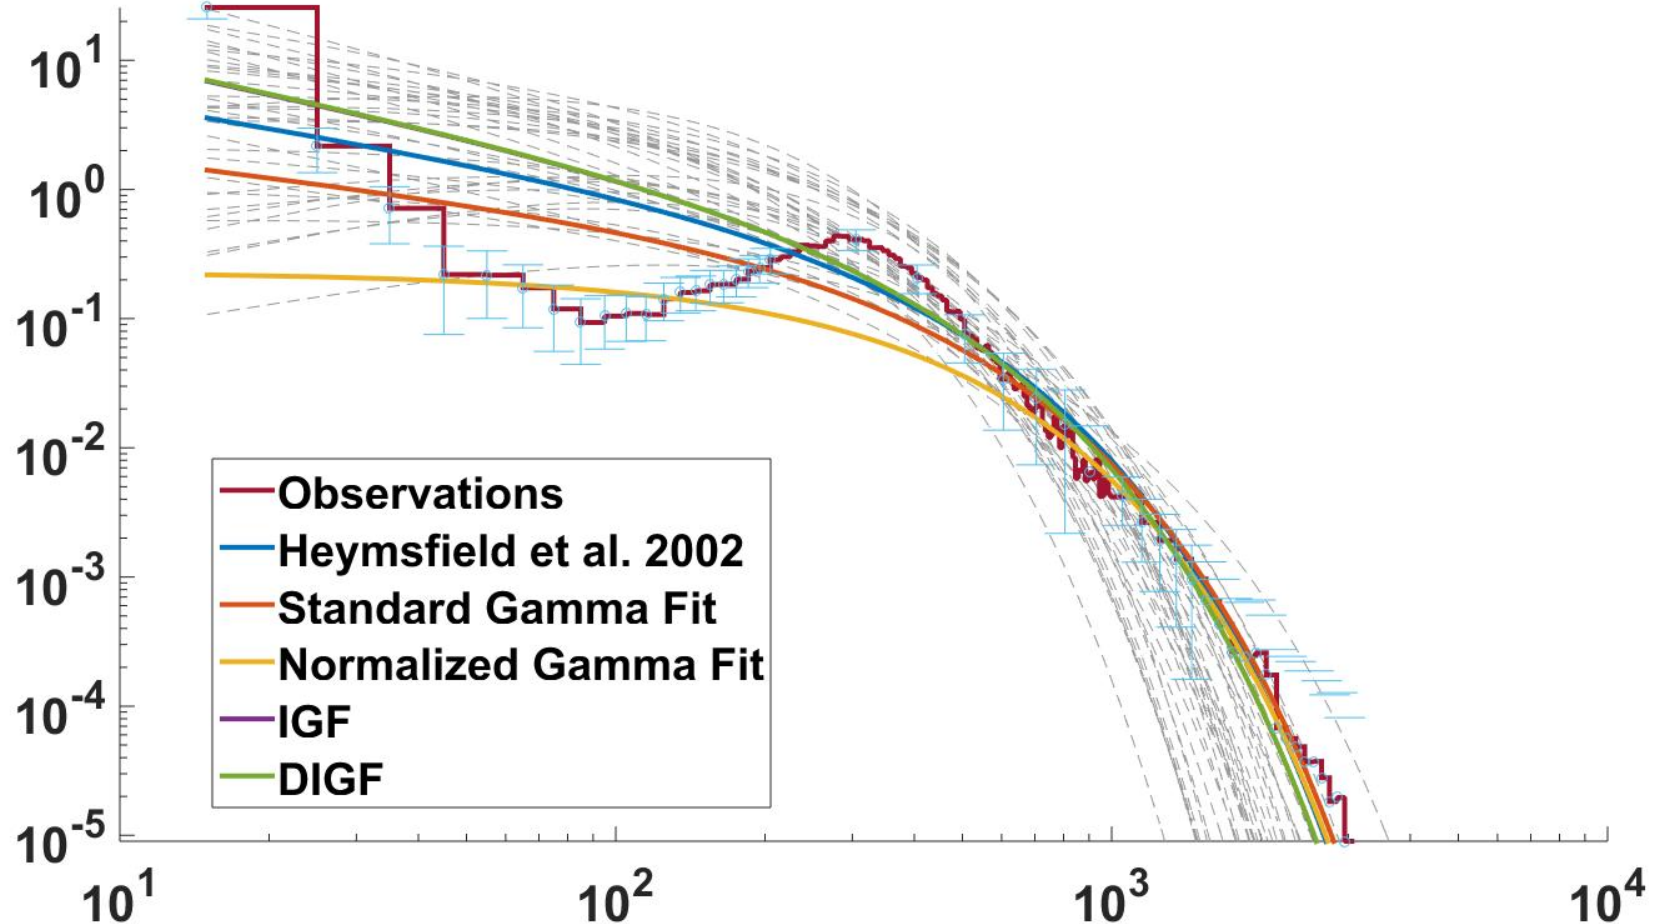 10^1
10^0
10^-1
10^-2
10^-3
10^-4
10^-5
Observations
Heymsfield et al. 2002
Standard Gamma Fit
Normalized Gamma Fit
IGF
DIGF
10^1 10^2 10^3 10^4